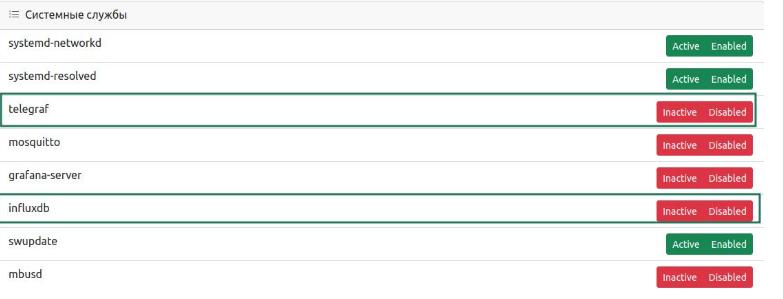 Системные службы
systemd-networkd Active Enabled
systemd-resolved Active Enabled
telegraf Inactive Disabled
mosquitto Inactive Disabled
grafana-server Inactive Disabled
influxdb Inactive Disabled
swupdate Active Enabled
mbusd Inactive Disabled